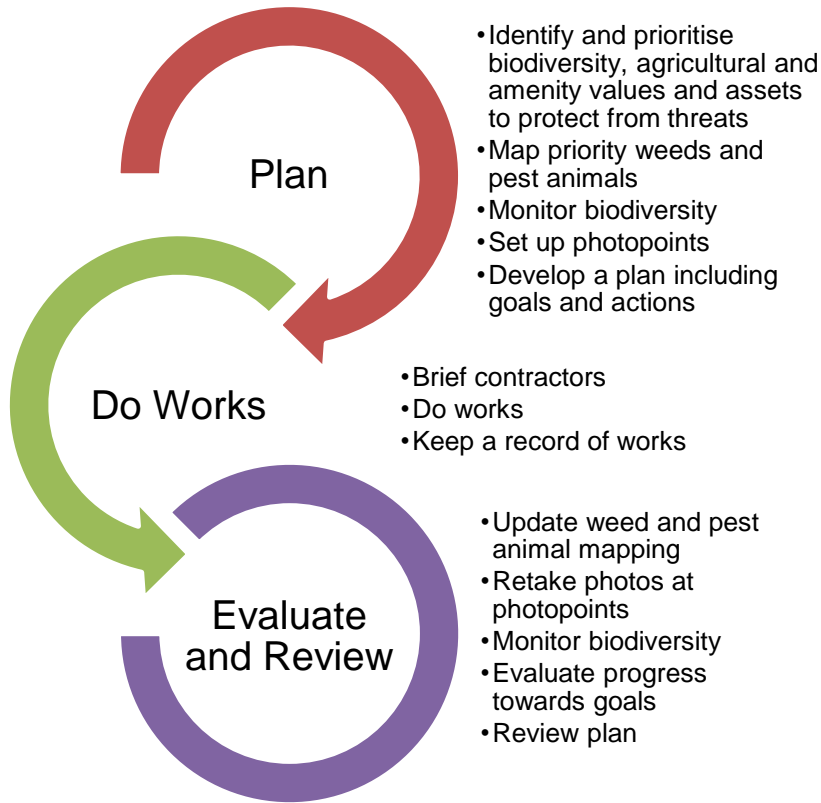 Plan
•Identify and prioritise
biodiversity, agricultural and
amenity values and assets
to protect from threats
•Map priority weeds and
pest animals
•Monitor biodiversity
•Set up photopoints
•Develop a plan including
goals and actions
Do Works
•Brief contractors
•Do works
•Keep a record of works
Evaluate
and Review
•Update weed and pest
animal mapping
•Retake photos at
photopoints
•Monitor biodiversity
•Evaluate progress
towards goals
•Review plan